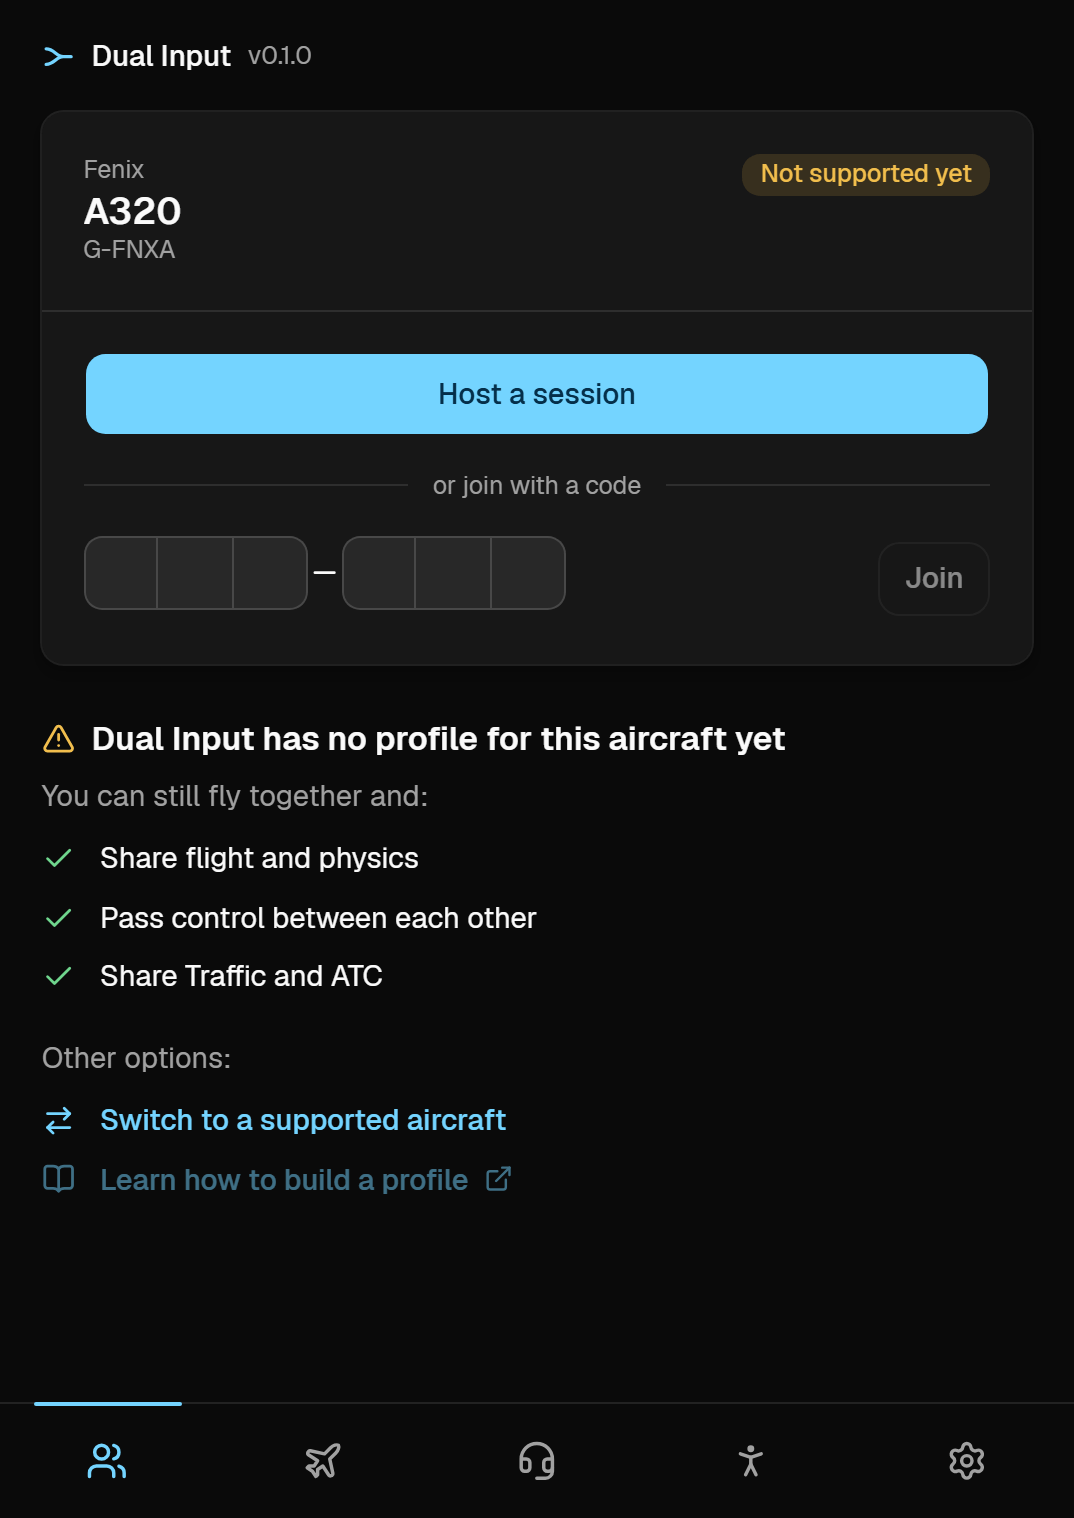 Dual Input v0.1.0
Fenix
Not supported yet
A320
G-FNXA
Host a session
or join with a code
–
Join
Dual Input has no profile for this aircraft yet
You can still fly together and:
Share flight and physics
Pass control between each other
Share Traffic and ATC
Other options:
Switch to a supported aircraft
Learn how to build a profile